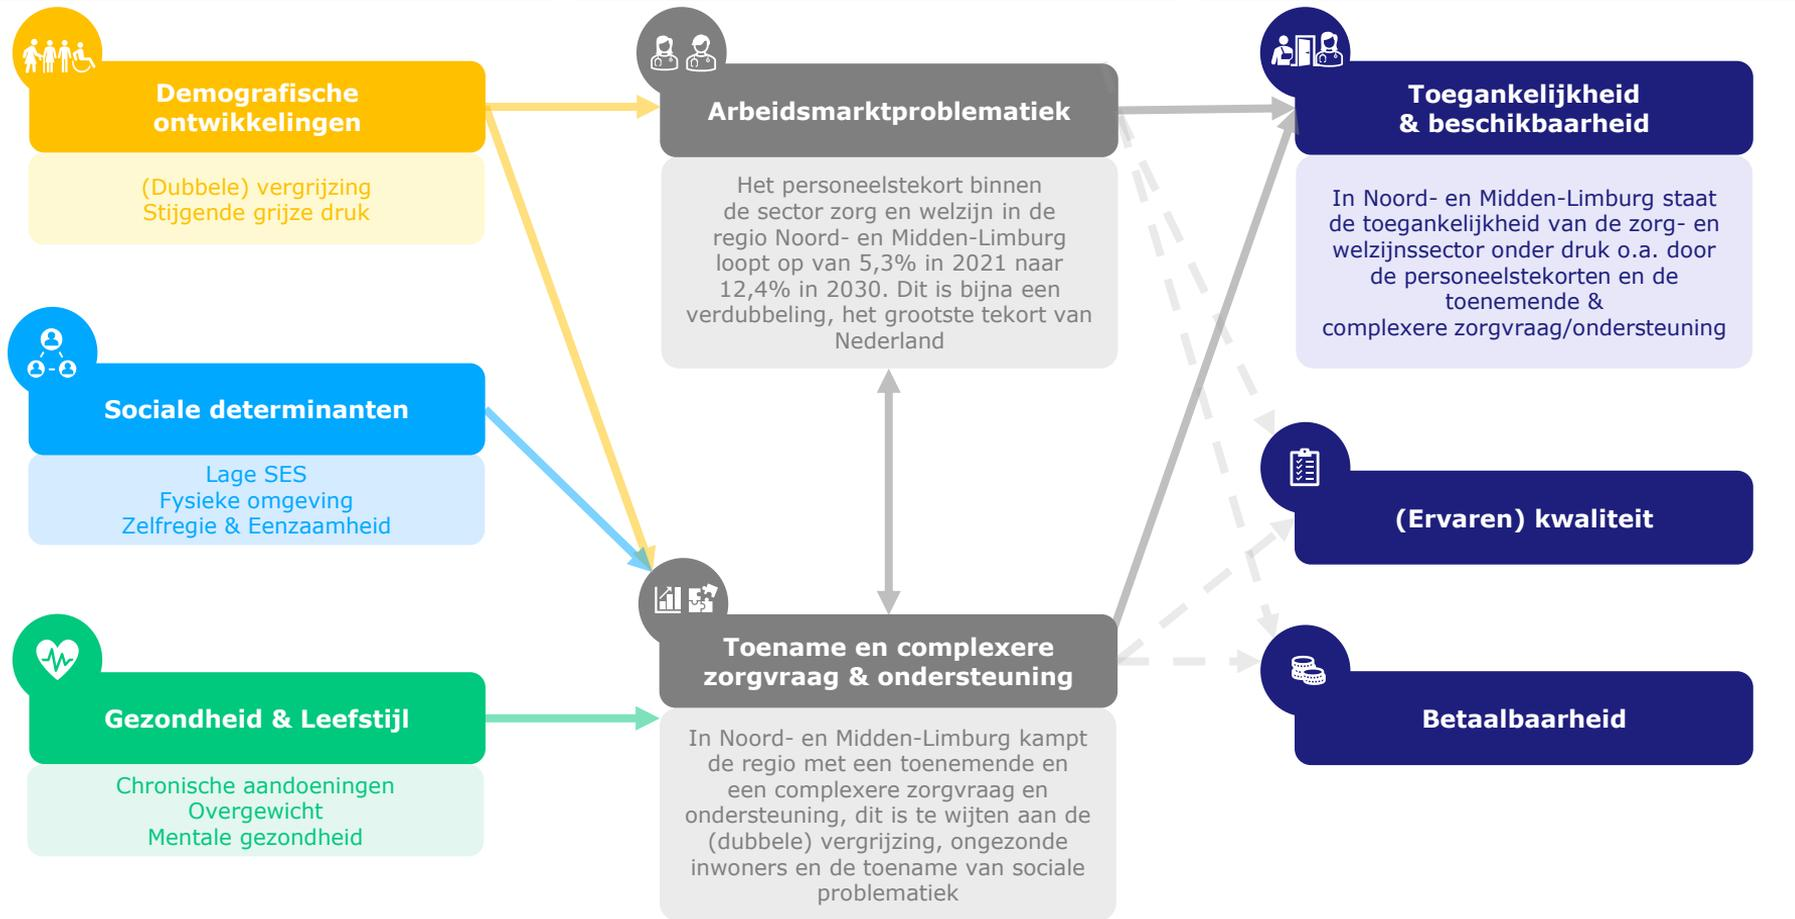 Demografische
ontwikkelingen
(Dubbele) vergrijzing
Stijgende grijze druk
Sociale determinanten
Lage SES
Fysieke omgeving
Zelfregie & Eenzaamheid
Gezondheid & Leefstijl
Chronische aandoeningen
Overgewicht
Mentale gezondheid
Arbeidsmarktproblematiek
Het personeelstekort binnen
de sector zorg en welzijn in de
regio Noord- en Midden-Limburg
loopt op van 5,3% in 2021 naar
12,4% in 2030. Dit is bijna een
verdubbeling, het grootste tekort van
Nederland
Toename en complexere
zorgvraag & ondersteuning
In Noord- en Midden-Limburg kampt
de regio met een toenemende en
een complexere zorgvraag en
ondersteuning, dit is te wijten aan de
(dubbele) vergrijzing, ongezonde
inwoners en de toename van sociale
problematiek
Toegankelijkheid
& beschikbaarheid
In Noord- en Midden-Limburg staat
de toegankelijkheid van de zorg- en
welzijnssector onder druk o.a. door
de personeelstekorten en de
toenemende &
complexere zorgvraag/ondersteuning
(Ervaren) kwaliteit
Betaalbaarheid